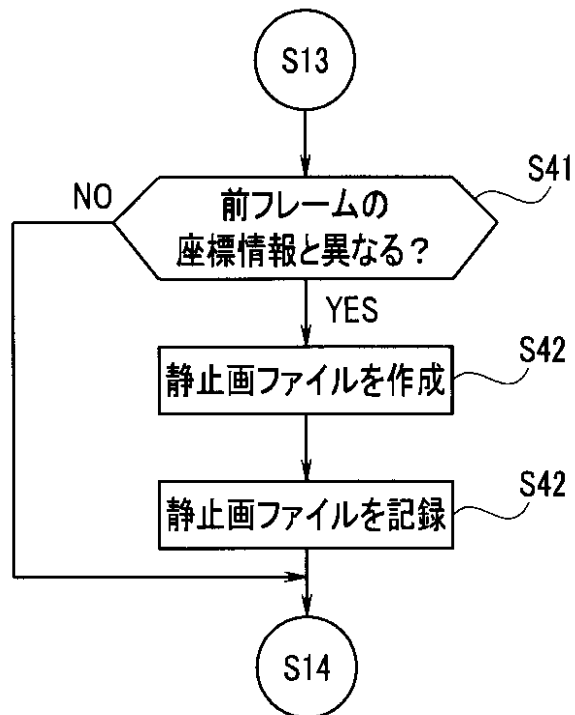 S13
S41
NO
前フレームの
座標情報と異なる？
YES
S42
静止画ファイルを作成
S42
静止画ファイルを記録
S14